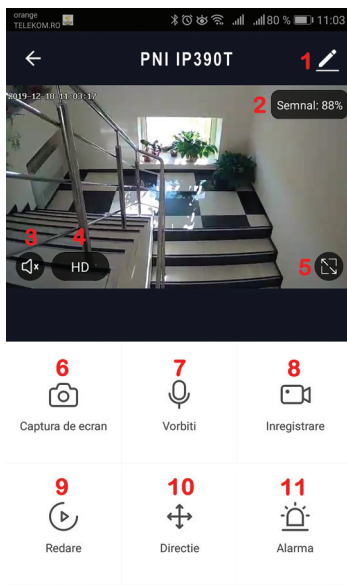 orange
TELEKOM.RO
80 % 11:03
PNI IP390T
1
2019-12-18 11:03:17
2
Semnal: 88%
3
4
HD
5
6
7
8
Captura de ecran
Vorbiti
Inregistrare
9
10
11
Redare
Directie
Alarma